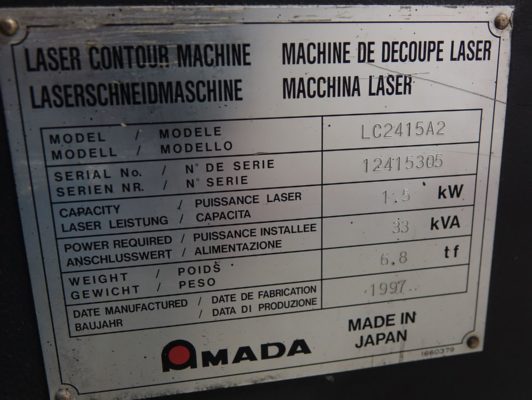 LASER CONTOUR MACHINE MACHINE DE DECOUPE LASER
LASERSCHNEIDMASCHINE MACCHINA LASER
MODEL / MODELE
MODELL / MODELLO
LC2415A2
SERIAL No. / N° DE SERIE
SERIEN NR. / N° SERIE
12415305
CAPACITY / PUISSANCE LASER
LASER LEISTUNG / CAPACITA
1.5 kW
POWER REQUIRED / PUISSANCE INSTALLEE
ANSCHLUSSWERT / ALIMENTAZIONE
33 kVA
WEIGHT / POIDS
GEWICHT / PESO
6.8 tf
DATE MANUFACTURED / DATE DE FABRICATION
BAUJAHR / DATA DI PRODUZIONE
1997.
AMADA
MADE IN
JAPAN
1660379